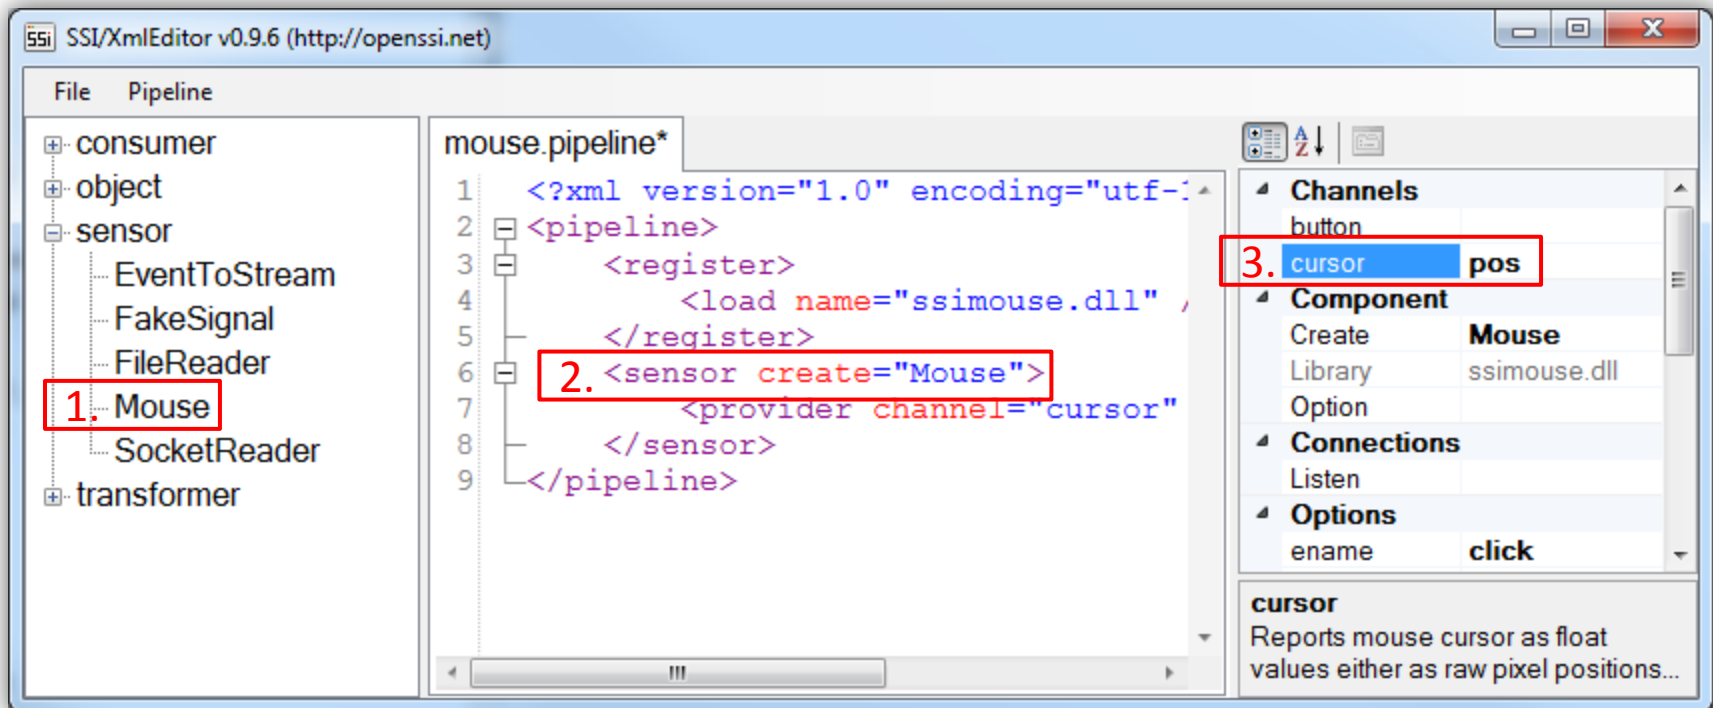 SSI SSI/XmlEditor v0.9.6 (http://openssi.net)
File Pipeline
consumer
object
sensor
EventToStream
FakeSignal
FileReader
1. Mouse
SocketReader
transformer
mouse.pipeline*
1 <?xml version="1.0" encoding="utf-1
2 <pipeline>
3 <register>
4 <load name="ssimouse.dll" /
5 </register>
6 2. <sensor create="Mouse">
7 <provider channel="cursor"
8 </sensor>
9 </pipeline>
A
Z
Channels
button
3. cursor pos
Component
Create Mouse
Library ssimouse.dll
Option
Connections
Listen
Options
ename click
cursor
Reports mouse cursor as float
values either as raw pixel positions...